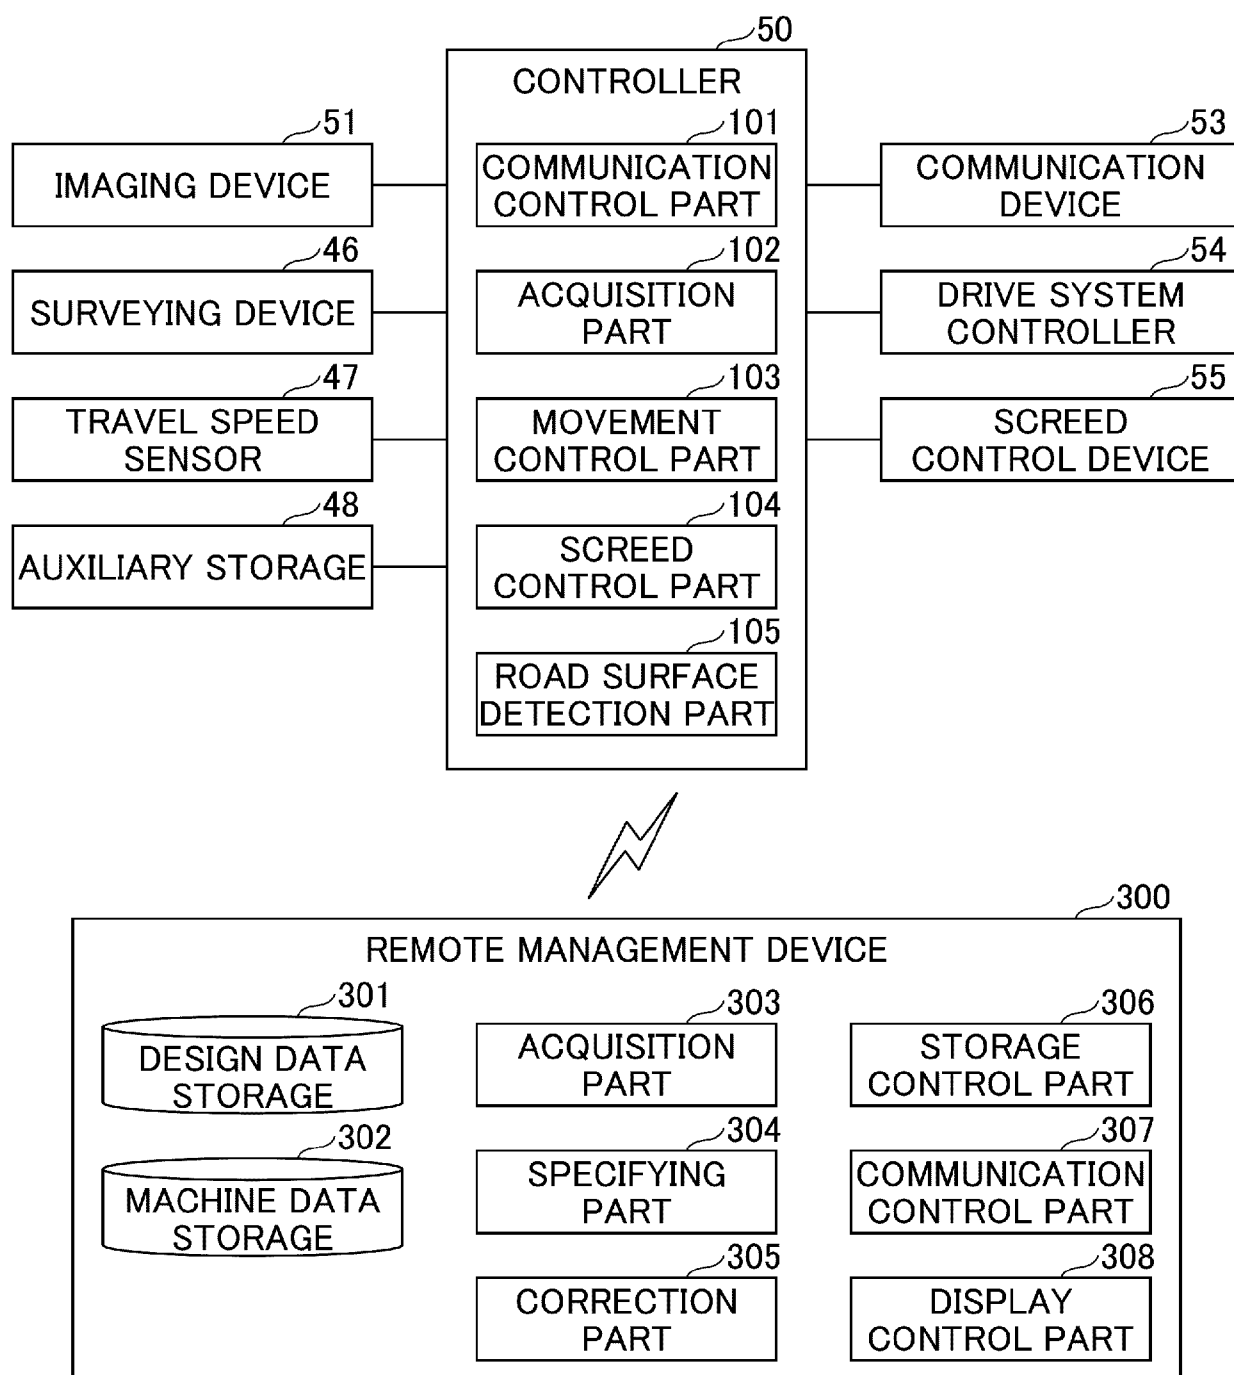 50
CONTROLLER
51
IMAGING DEVICE
46
SURVEYING DEVICE
47
TRAVEL SPEED
SENSOR
48
AUXILIARY STORAGE
101
COMMUNICATION
CONTROL PART
102
ACQUISITION
PART
103
MOVEMENT
CONTROL PART
104
SCREED
CONTROL PART
105
ROAD SURFACE
DETECTION PART
53
COMMUNICATION
DEVICE
54
DRIVE SYSTEM
CONTROLLER
55
SCREED
CONTROL DEVICE
300
REMOTE MANAGEMENT DEVICE
301
DESIGN DATA
STORAGE
302
MACHINE DATA
STORAGE
303
ACQUISITION
PART
304
SPECIFYING
PART
305
CORRECTION
PART
306
STORAGE
CONTROL PART
307
COMMUNICATION
CONTROL PART
308
DISPLAY
CONTROL PART